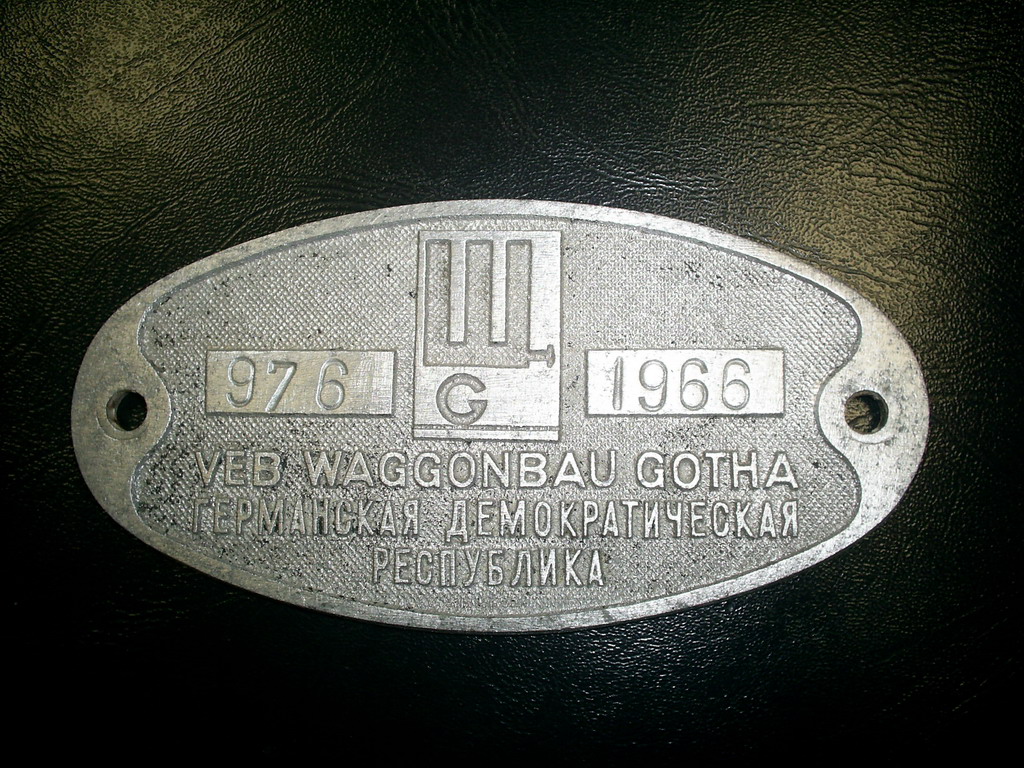 976 1966
G
VEB WAGGONBAU GOTHA
ГЕРМАНСКАЯ ДЕМОКРАТИЧЕСКАЯ
РЕСПУБЛИКА